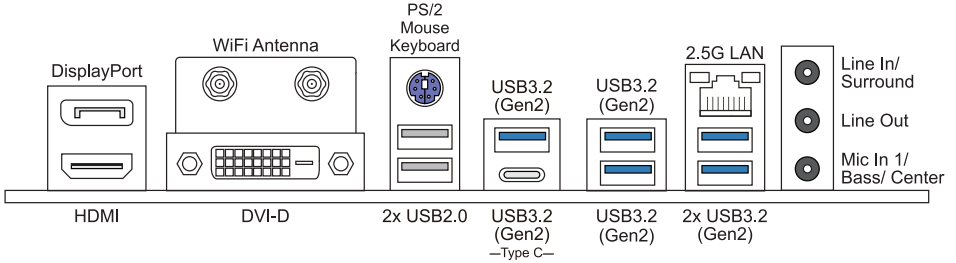 PS/2
Mouse
Keyboard
WiFi Antenna
DisplayPort
2.5G LAN
USB3.2
(Gen2)
USB3.2
(Gen2)
Line In/
Surround
Line Out
Mic In 1/
Bass/ Center
HDMI
DVI-D
2x USB2.0
USB3.2
(Gen2)
—Type C—
USB3.2
(Gen2)
2x USB3.2
(Gen2)